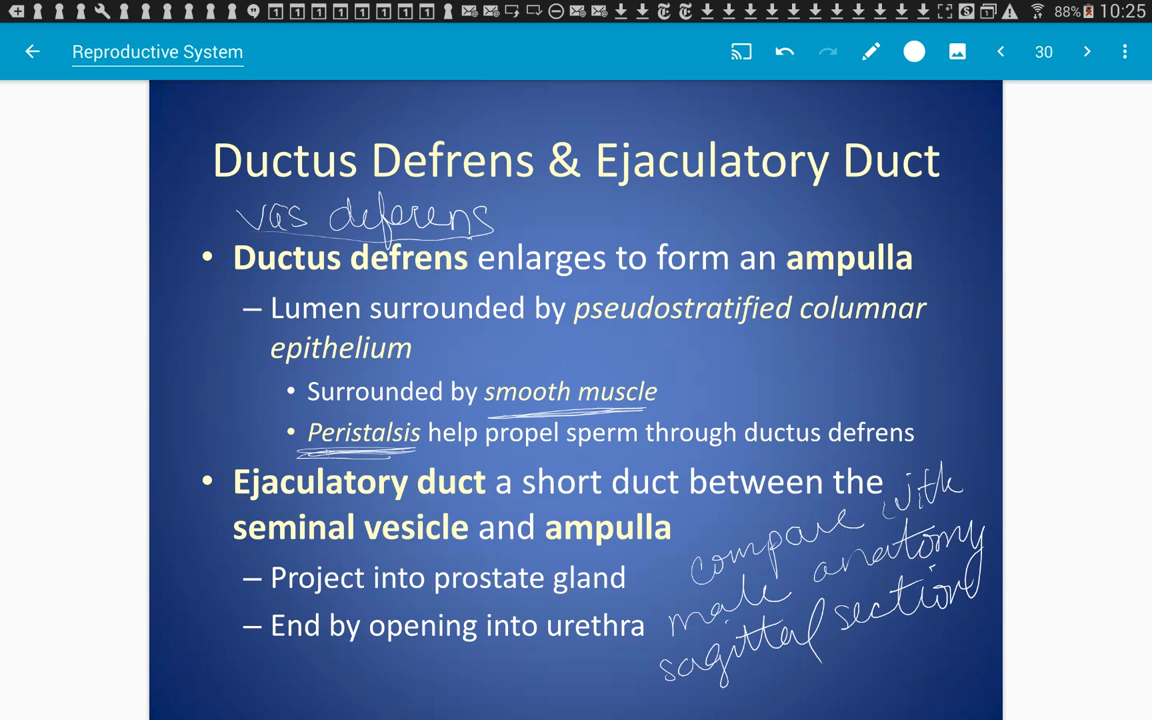 88% 10:25
Reproductive System
30
Ductus Defrens & Ejaculatory Duct
vas deferens
• Ductus defrens enlarges to form an ampulla
– Lumen surrounded by pseudostratified columnar
epithelium
• Surrounded by smooth muscle
• Peristalsis help propel sperm through ductus defrens
• Ejaculatory duct a short duct between the
seminal vesicle and ampulla
– Project into prostate gland
– End by opening into urethra
compare with
male anatomy
sagittal section